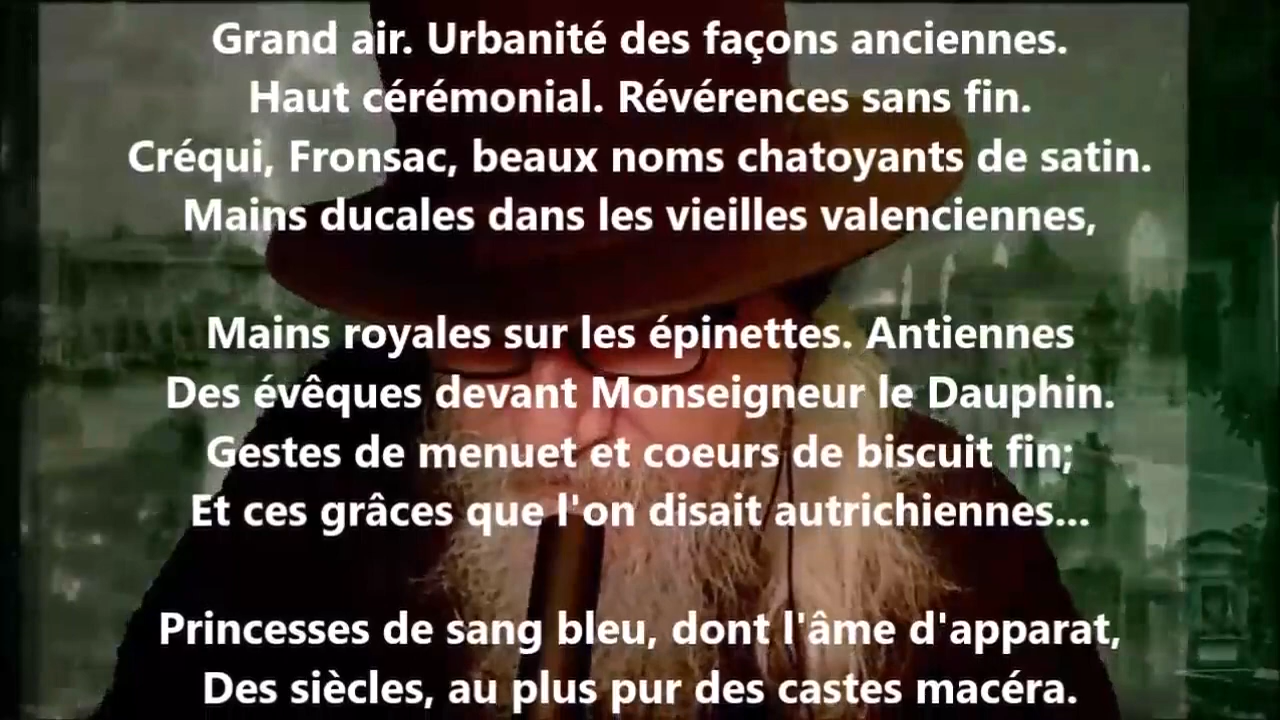 Grand air. Urbanité des façons anciennes.
Haut cérémonial. Révérences sans fin.
Créqui, Fronsac, beaux noms chatoyants de satin.
Mains ducales dans les vieilles valenciennes,
Mains royales sur les épinettes. Antiennes
Des évêques devant Monseigneur le Dauphin.
Gestes de menuet et coeurs de biscuit fin;
Et ces grâces que l'on disait autrichiennes...
Princesses de sang bleu, dont l'âme d'apparat,
Des siècles, au plus pur des castes macéra.